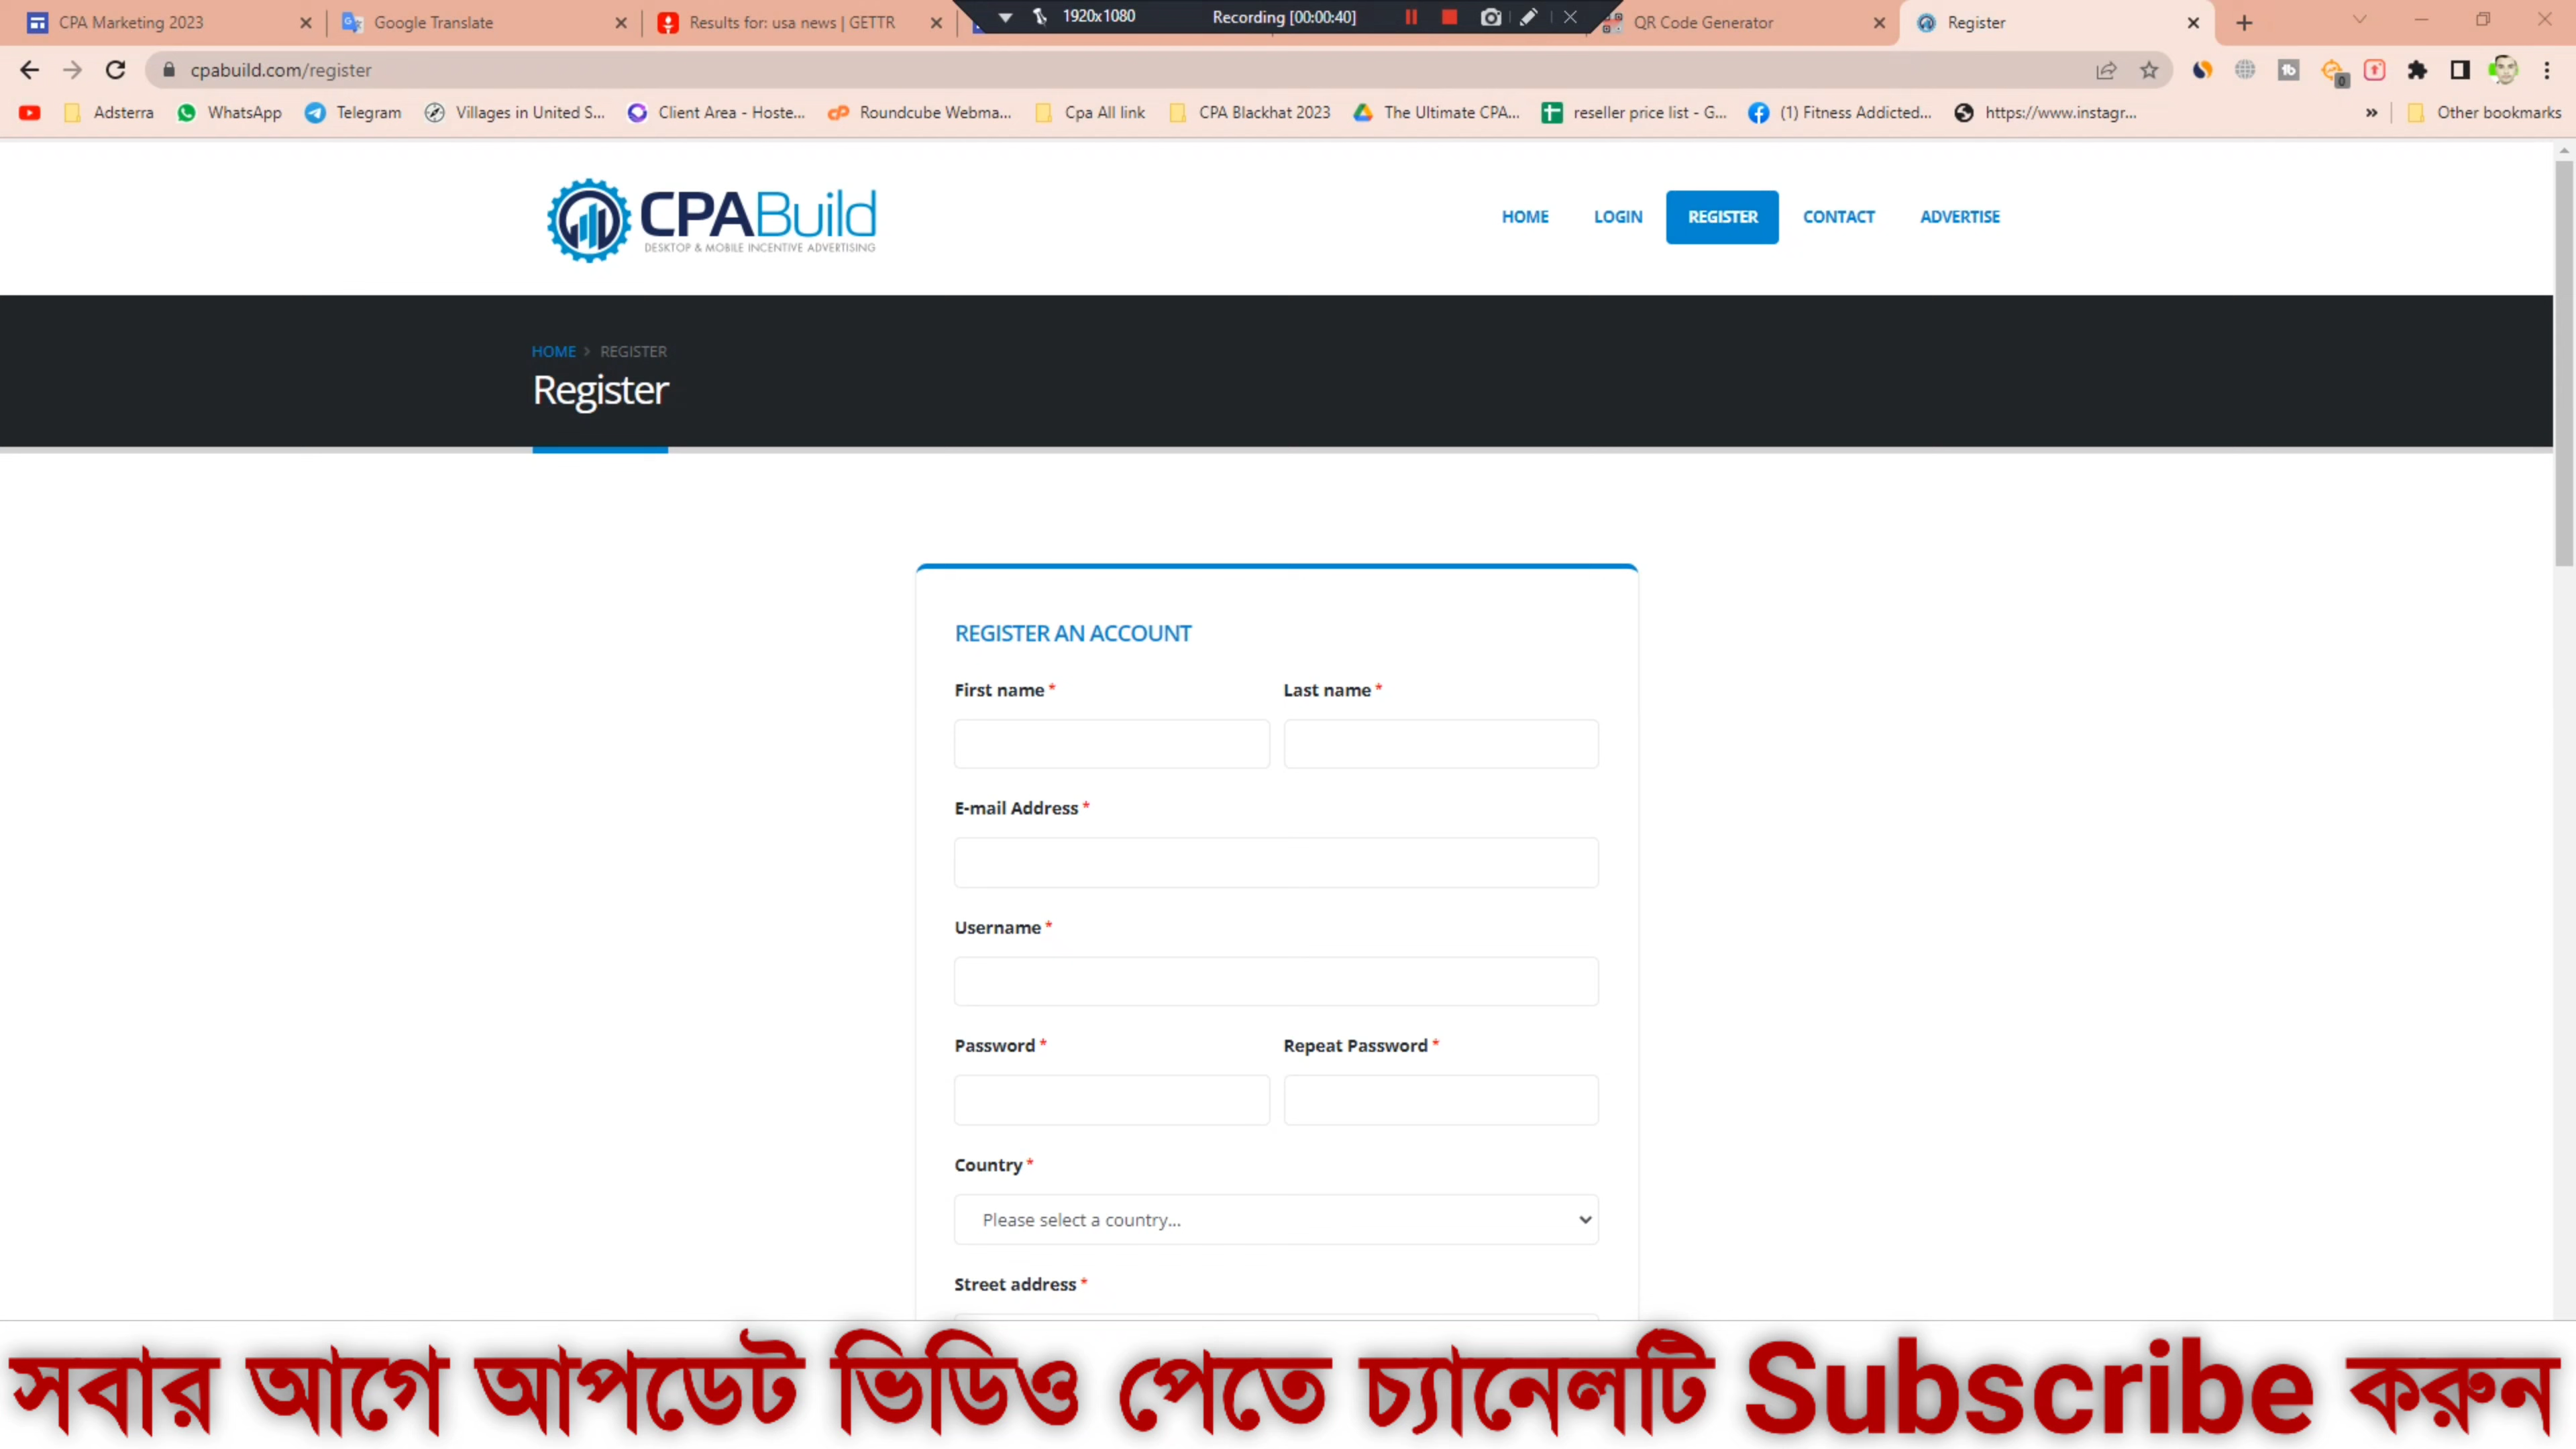 CPA Marketing 2023
Google Translate
Results for: usa news | GETTR
1920x1080
Recording [00:00:40]
QR Code Generator
Register
cpabuild.com/register
Adsterra
WhatsApp
Telegram
Villages in United S...
Client Area - Hoste...
Roundcube Webma...
Cpa All link
CPA Blackhat 2023
The Ultimate CPA...
reseller price list - G...
(1) Fitness Addicted...
https://www.instagr...
»
Other bookmarks
CPABuild
DESKTOP & MOBILE INCENTIVE ADVERTISING
HOME
LOGIN
REGISTER
CONTACT
ADVERTISE
HOME > REGISTER
Register
REGISTER AN ACCOUNT
First name *
Last name *
E-mail Address *
Username *
Password *
Repeat Password *
Country *
Please select a country...
Street address *
সবার আগে আপডেট ভিডিও পেতে চ্যানেলটি Subscribe করুন